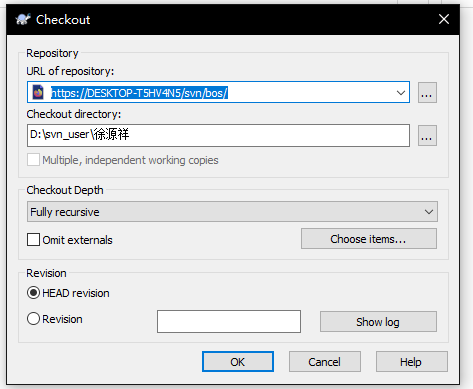 Checkout
Repository
URL of repository:
https://DESKTOP-T5HV4N5/svn/bos/
...
Checkout directory:
D:\svn_user\徐源祥
...
Multiple, independent working copies
Checkout Depth
Fully recursive
Omit externals
Choose items...
Revision
HEAD revision
Revision
Show log
OK
Cancel
Help